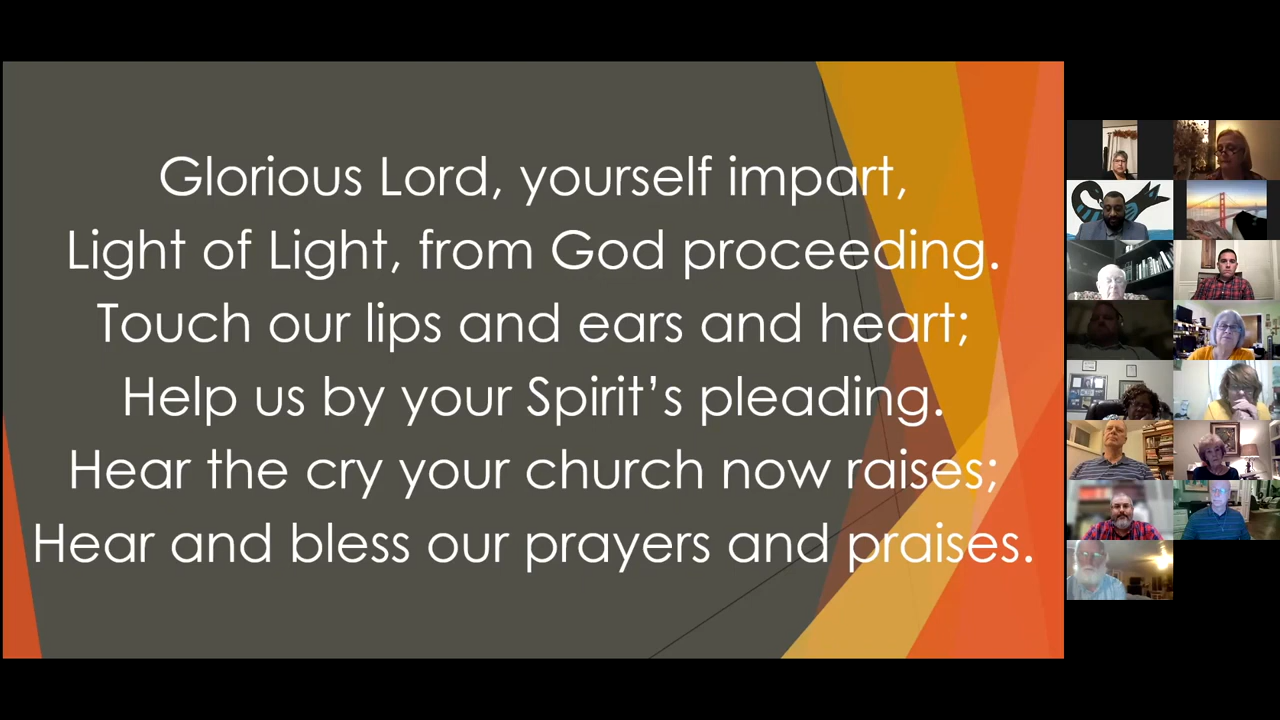 Glorious Lord, yourself impart,
Light of Light, from God proceeding.
Touch our lips and ears and heart;
Help us by your Spirit’s pleading.
Hear the cry your church now raises;
Hear and bless our prayers and praises.